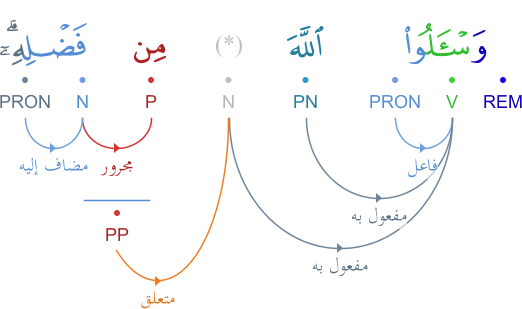 وَسْـَٔلُوا۟ ٱللَّهَ (*) مِن فَضْلِهِۦٓ ۗ
REM V PRON PN N P N PRON
فاعل مجرور مضاف إليه
مفعول به
PP
مفعول به
متعلق